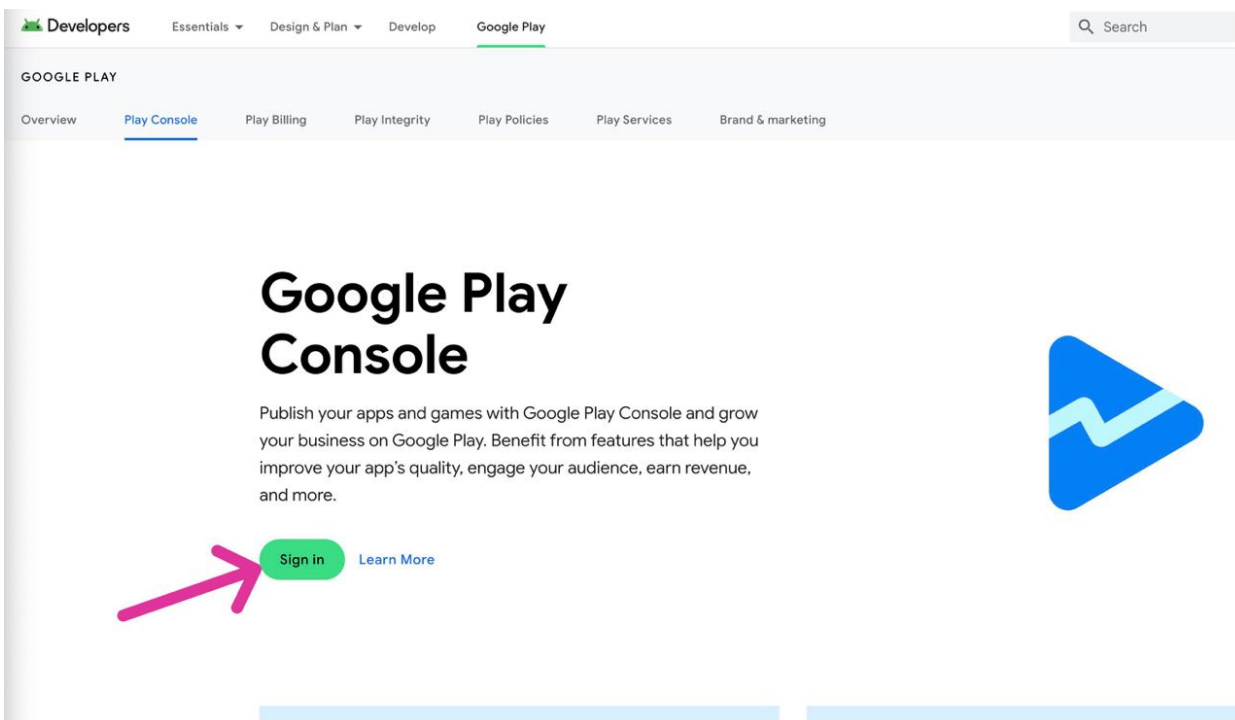 Developers Essentials Design & Plan Develop Google Play Search
GOOGLE PLAY
Overview Play Console Play Billing Play Integrity Play Policies Play Services Brand & marketing
Google Play
Console
Publish your apps and games with Google Play Console and grow
your business on Google Play. Benefit from features that help you
improve your app's quality, engage your audience, earn revenue,
and more.
Sign in Learn More